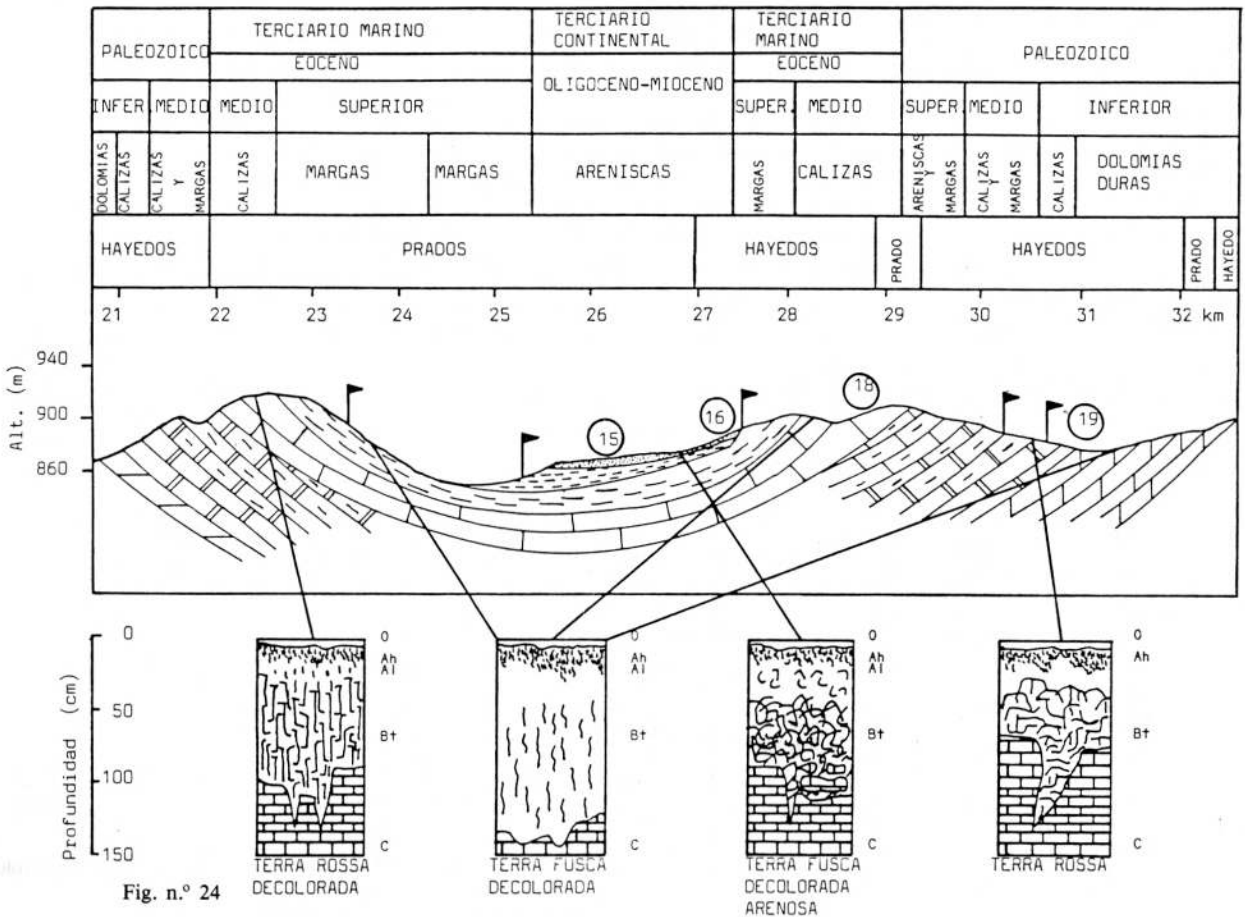 TERCIARIO MARINO
TERCIARIO
CONTINENTAL
TERCIARIO
MARINO
PALEOZOICO
PALEOZOICO
EOCENO
OLIGOCENO-MIOCENO
EOCENO
INFER. MEDIO MEDIO SUPERIOR SUPER. MEDIO SUPER. MEDIO INFERIOR
DOLOMIAS
CALIZAS
CALIZAS
Y
MARGAS
CALIZAS
MARGAS
MARGAS
ARENISCAS
MARGAS
CALIZAS
ARENISCAS
Y
MARGAS
CALIZAS
Y
MARGAS
CALIZAS
DOLOMIAS
DURAS
HAYEDOS PRADOS HAYEDOS PRADO HAYEDOS PRADO HAYEDO
21 22 23 24 25 26 27 28 29 30 31 32 km
Alt. (m)
940
900
860
15
16
18
19
Profundidad (cm)
0
50
100
150
O
Ah
Al
Bt
C
TERRA ROSSA
DECOLORADA
O
Ah
Al
Bt
C
TERRA FUSCA
DECOLORADA
O
Ah
Al
Bt
C
TERRA FUSCA
DECOLORADA
ARENOSA
O
Ah
Bt
C
TERRA ROSSA
Fig. n.º 24